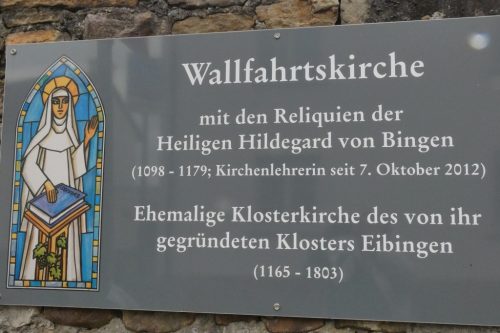 Wallfahrtskirche
mit den Reliquien der
Heiligen Hildegard von Bingen
(1098 - 1179; Kirchenlehrerin seit 7. Oktober 2012)
Ehemalige Klosterkirche des von ihr
gegründeten Klosters Eibingen
(1165 - 1803)